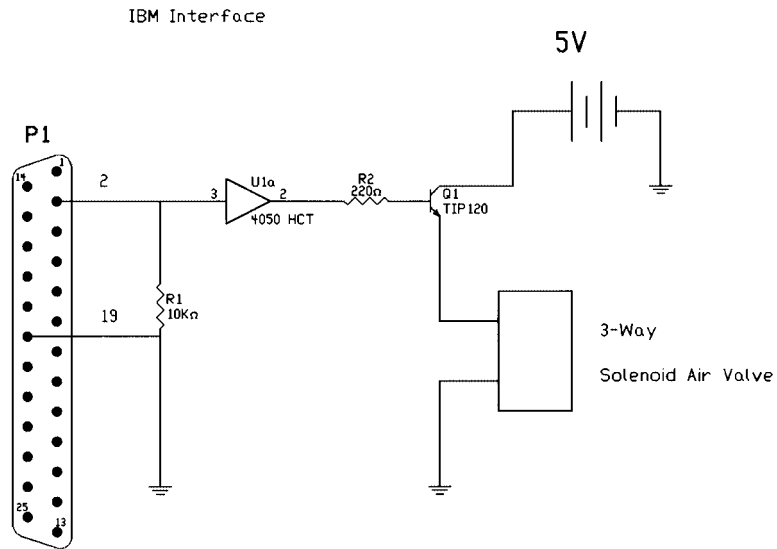 IBM Interface
5V
P1
1
14
2
3
U1a
2
4050 HCT
R2
220Ω
Q1
TIP120
19
R1
10KΩ
3-Way
Solenoid Air Valve
25
13